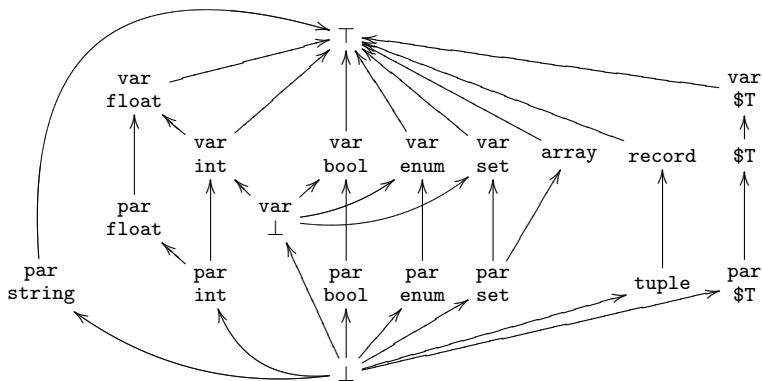 ⊤
var
float
var
$T
var
int
var
bool
var
enum
var
set
array
record
$T
par
float
var
⊥
par
string
par
int
par
bool
par
enum
par
set
tuple
par
$T
⊥